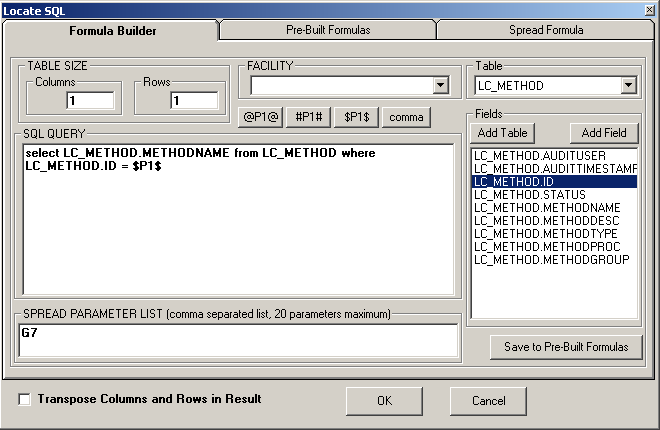 Locate SQL
Formula Builder
Pre-Built Formulas
Spread Formula
TABLE SIZE
Columns
1
Rows
1
FACILITY
Table
LC_METHOD
@P1@
#P1#
$P1$
comma
Fields
Add Table
Add Field
SQL QUERY
select LC_METHOD.METHODNAME from LC_METHOD where
LC_METHOD.ID = $P1$
LC_METHOD.AUDITUSER
LC_METHOD.AUDITTIMESTAMP
LC_METHOD.ID
LC_METHOD.STATUS
LC_METHOD.METHODNAME
LC_METHOD.METHODDESC
LC_METHOD.METHODTYPE
LC_METHOD.METHODPROC
LC_METHOD.METHODGROUP
SPREAD PARAMETER LIST (comma separated list, 20 parameters maximum)
G7
Save to Pre-Built Formulas
Transpose Columns and Rows in Result
OK
Cancel